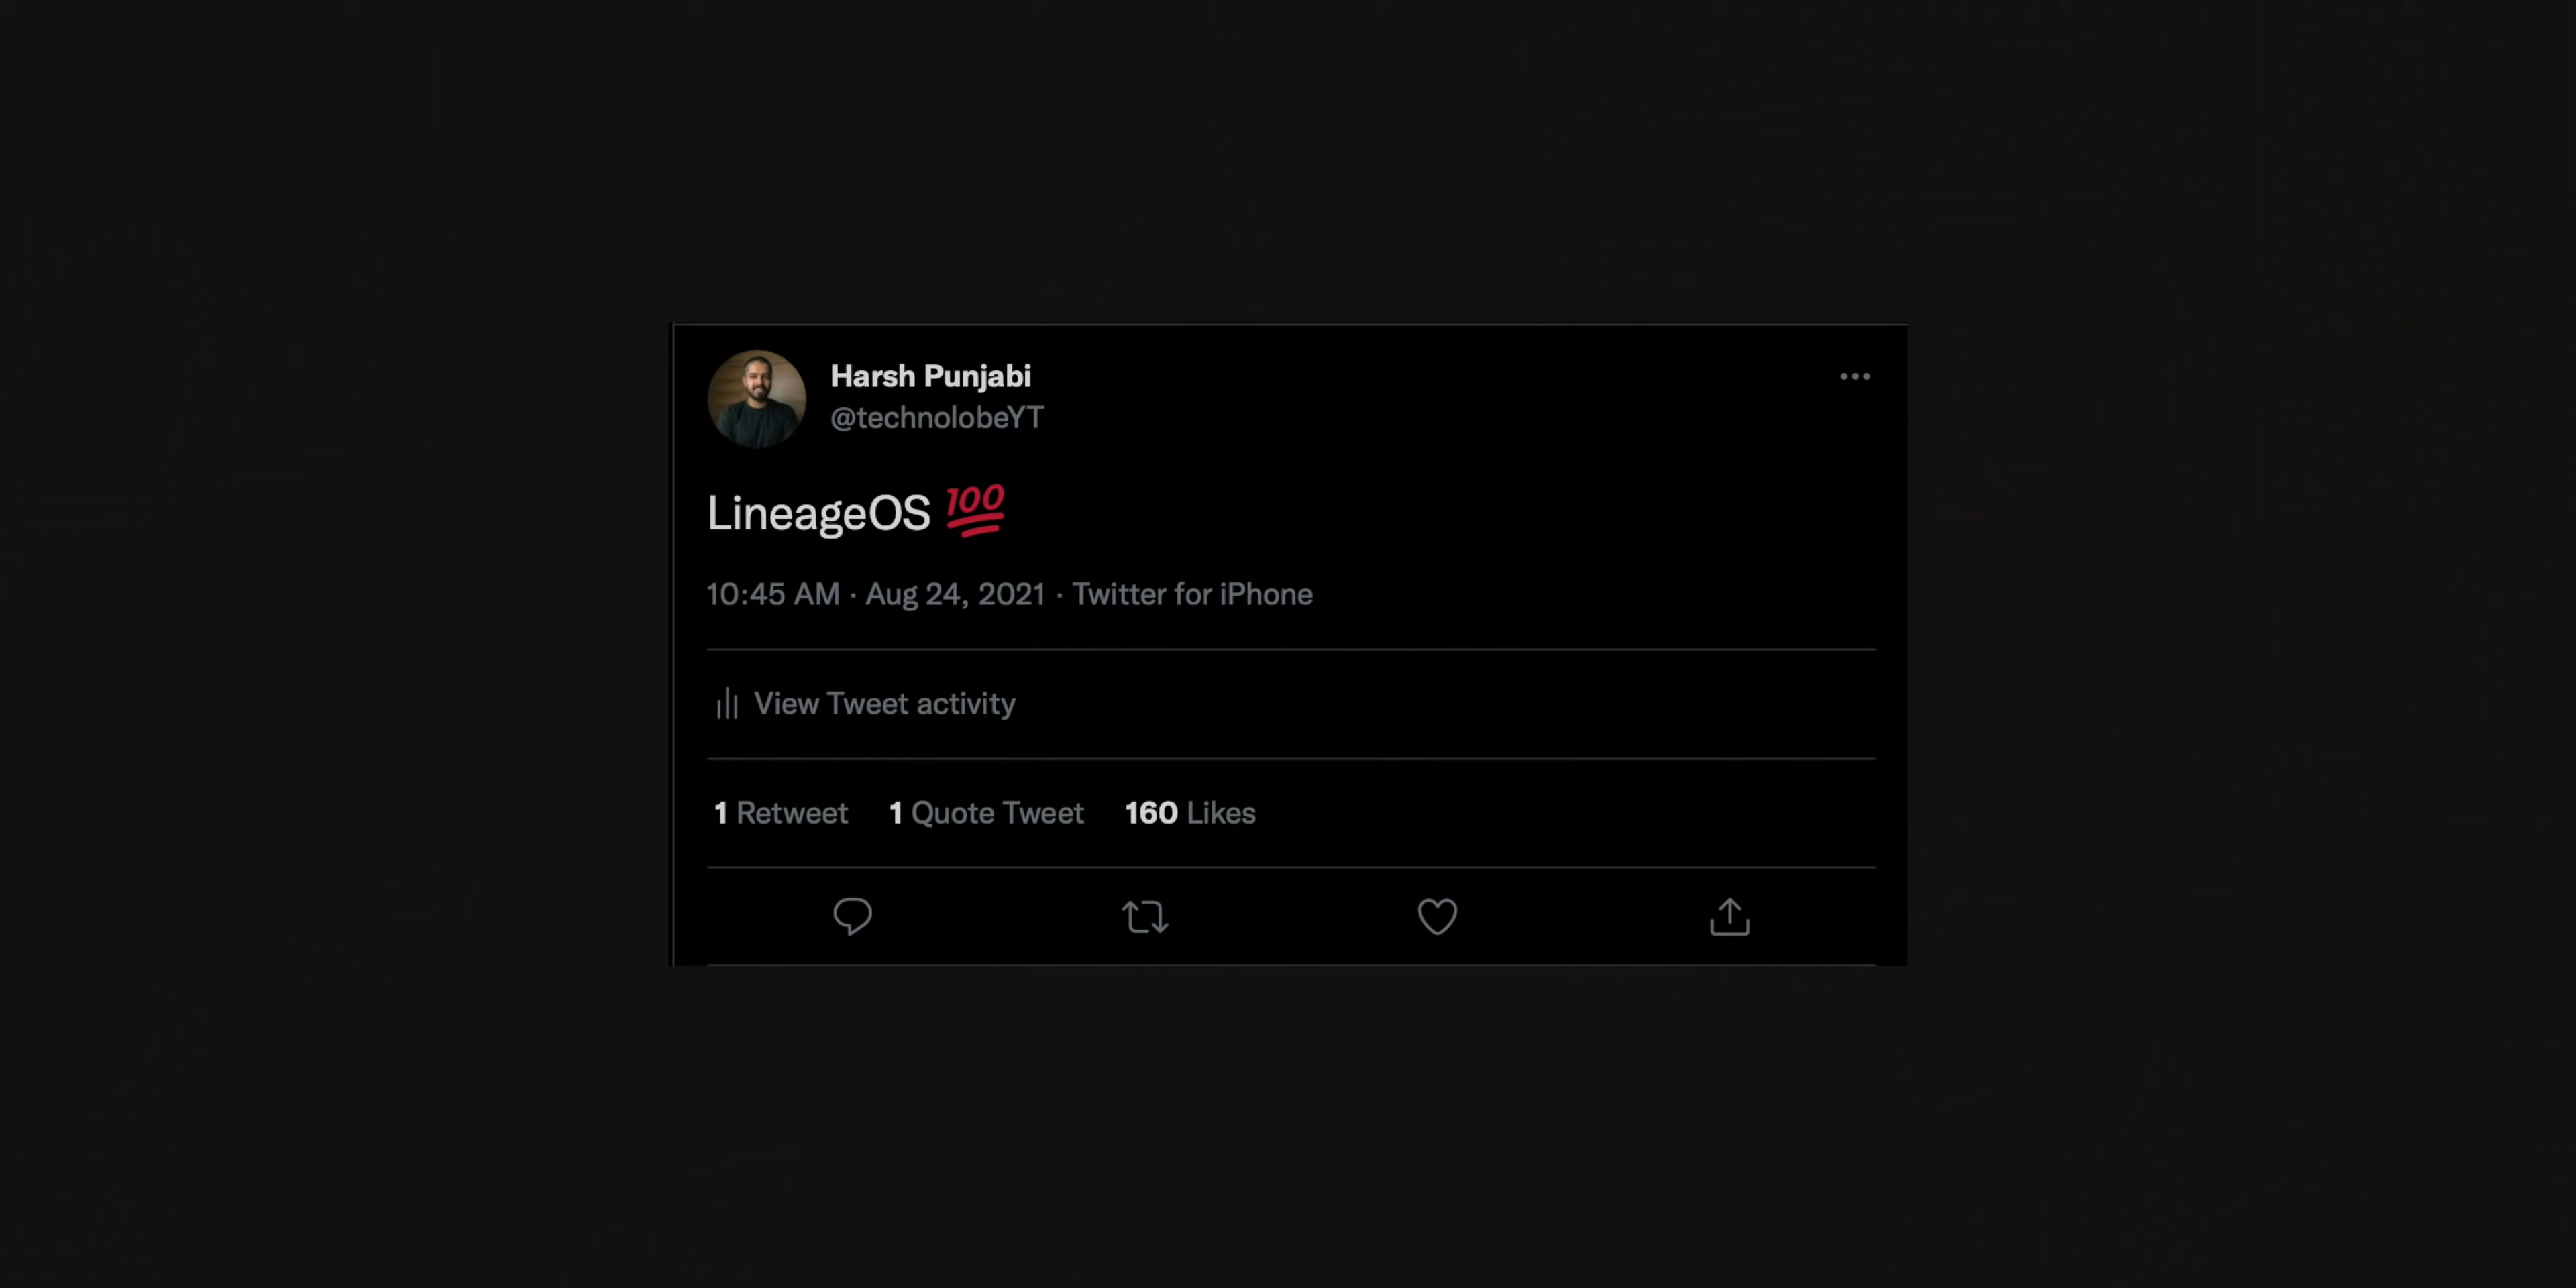 Harsh Punjabi
@technolobeYT
LineageOS 💯
10:45 AM · Aug 24, 2021 · Twitter for iPhone
View Tweet activity
1 Retweet 1 Quote Tweet 160 Likes